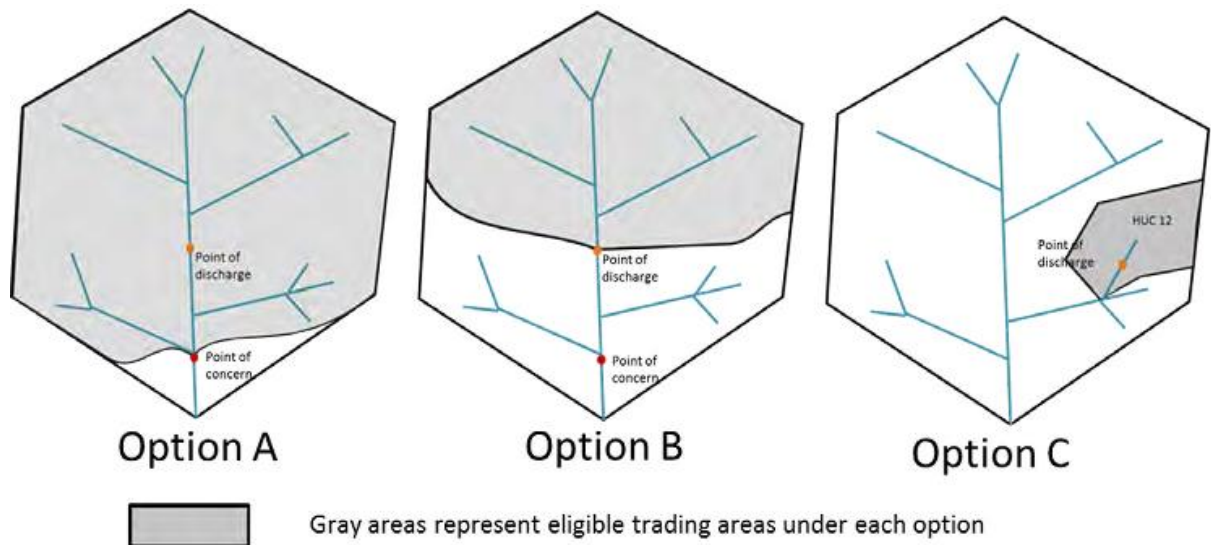 Point of
discharge
Point of
concern
Option A
Point of
discharge
Point of
concern
Option B
HUC 12
Point of
discharge
Option C
Gray areas represent eligible trading areas under each option